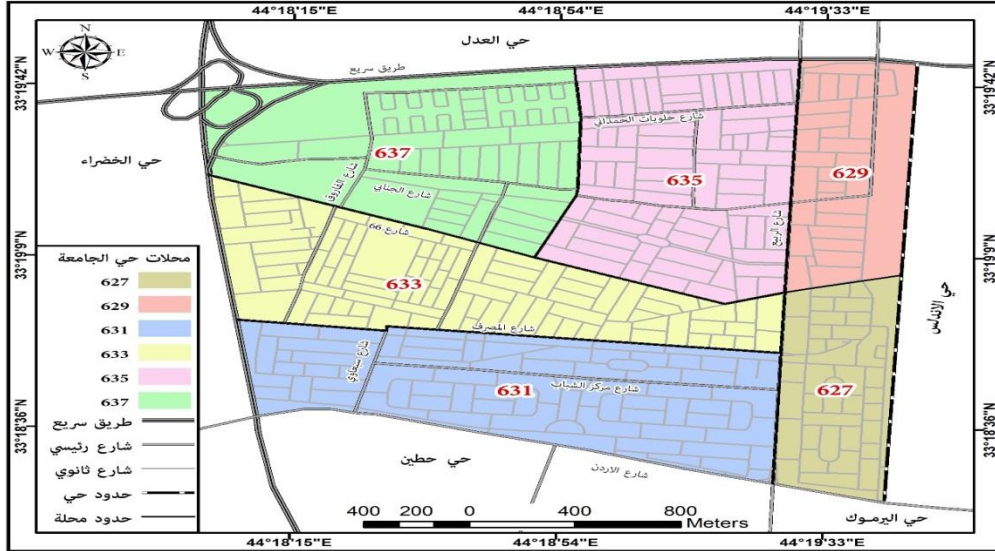 44°18'15"E
44°18'54"E
44°19'33"E
N
W
E
S
حي العدل
طريق سريع
33°19'42"N
33°19'42"N
شارع حلويات الحمداني
حي الخضراء
637
635
629
شارع الفاروق
شارع الجنابي
شارع الربيع
شارع 66
33°19'9"N
33°19'9"N
محلات حي الجامعة
627
629
631
633
635
637
طريق سريع
شارع رئيسي
شارع ثانوي
حدود حي
حدود محلة
633
حي الاندلس
شارع المصرف
شارع مركز الشباب
631
627
33°18'36"N
33°18'36"N
حي حطين
شارع الاردن
حي اليرموك
400 200 0 400 800
Meters
44°18'15"E
44°18'54"E
44°19'33"E